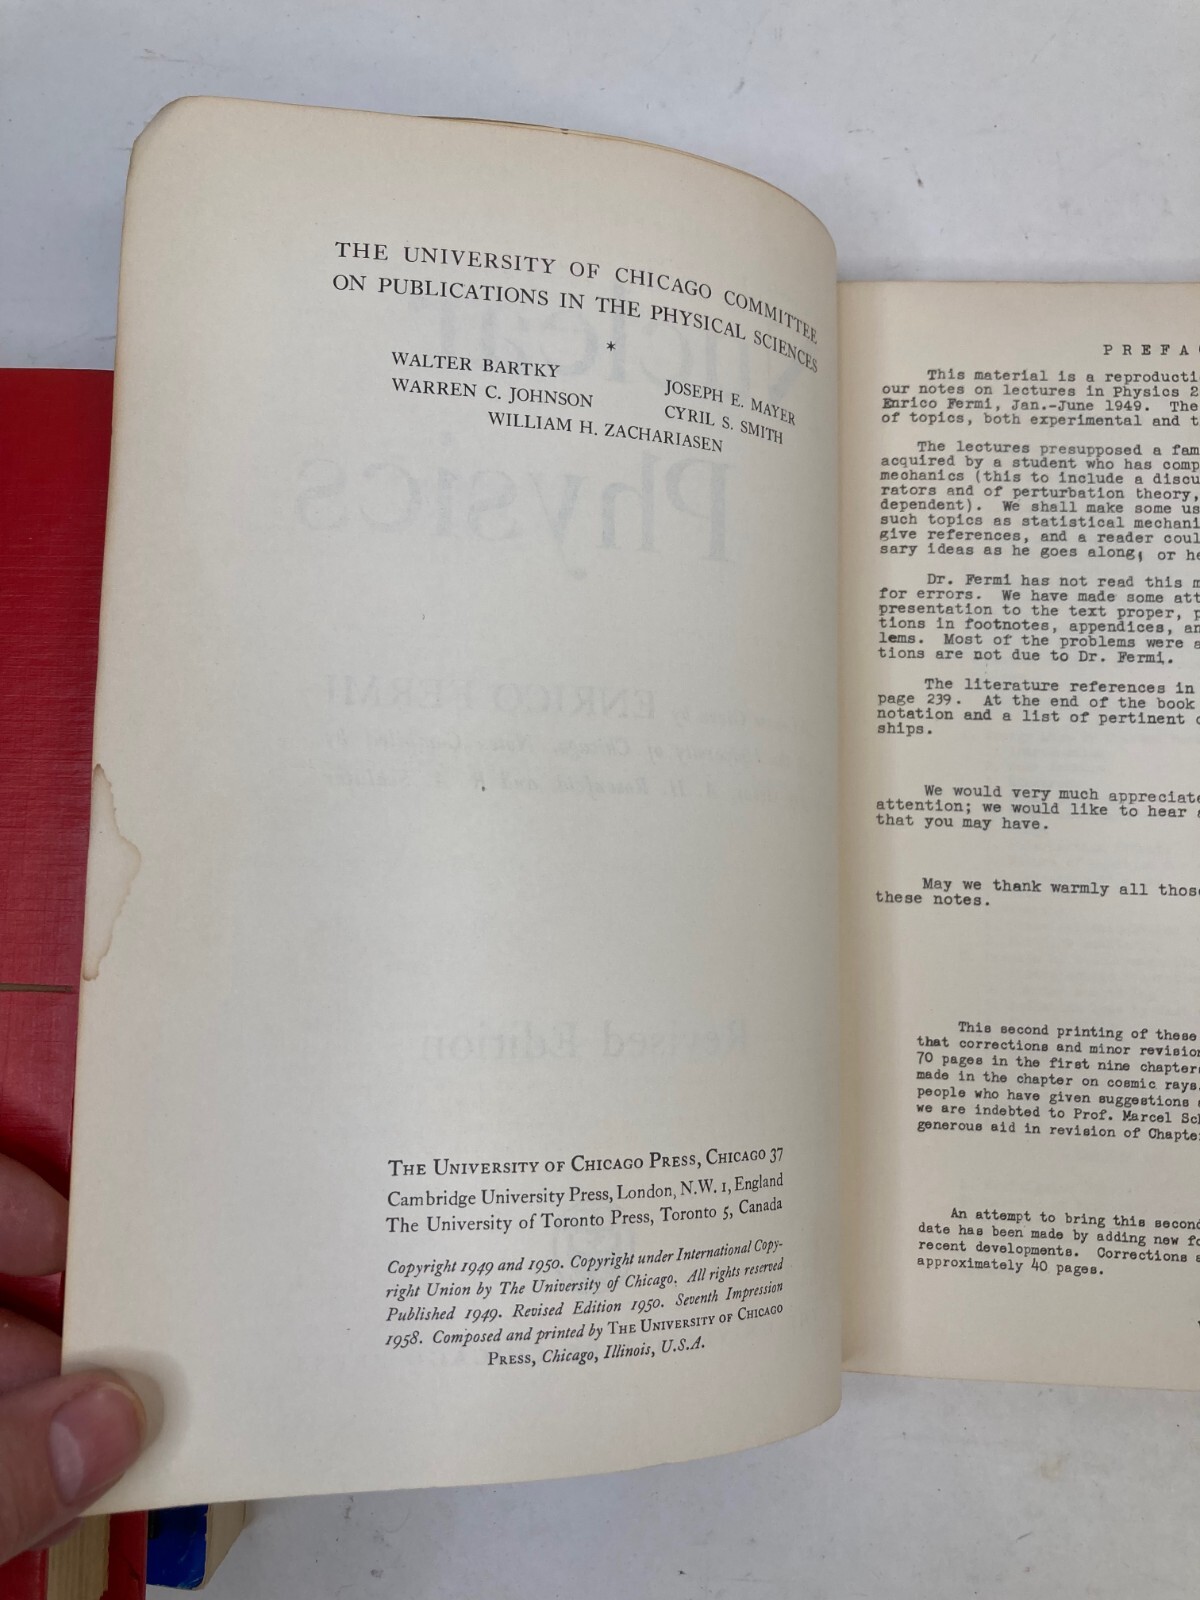 THE UNIVERSITY OF CHICAGO COMMITTEE
ON PUBLICATIONS IN THE PHYSICAL SCIENCES
*
WALTER BARTKY JOSEPH E. MAYER
WARREN C. JOHNSON CYRIL S. SMITH
WILLIAM H. ZACHARIASEN
THE UNIVERSITY OF CHICAGO PRESS, CHICAGO 37
Cambridge University Press, London, N.W. 1, England
The University of Toronto Press, Toronto 5, Canada
Copyright 1949 and 1950. Copyright under International Copy-
right Union by The University of Chicago. All rights reserved
Published 1949. Revised Edition 1950. Seventh Impression
1958. Composed and printed by THE UNIVERSITY OF CHICAGO
PRESS, Chicago, Illinois, U.S.A.
PREFA
This material is a reproducti
our notes on lectures in Physics 2
Enrico Fermi, Jan.-June 1949. The
of topics, both experimental and t
The lectures presupposed a fam
acquired by a student who has comp
mechanics (this to include a discu
rators and of perturbation theory,
dependent). We shall make some us
such topics as statistical mechani
give references, and a reader coul
sary ideas as he goes along, or he
Dr. Fermi has not read this m
for errors. We have made some att
presentation to the text proper, p
tions in footnotes, appendices, an
lems. Most of the problems were a
tions are not due to Dr. Fermi.
The literature references in
page 239. At the end of the book
notation and a list of pertinent c
ships.
We would very much appreciate
attention; we would like to hear a
that you may have.
May we thank warmly all those
these notes.
This second printing of these
that corrections and minor revision
70 pages in the first nine chapters
made in the chapter on cosmic rays.
people who have given suggestions
we are indebted to Prof. Marcel Sch
generous aid in revision of Chapte
An attempt to bring this second
date has been made by adding new fo
recent developments. Corrections a
approximately 40 pages.